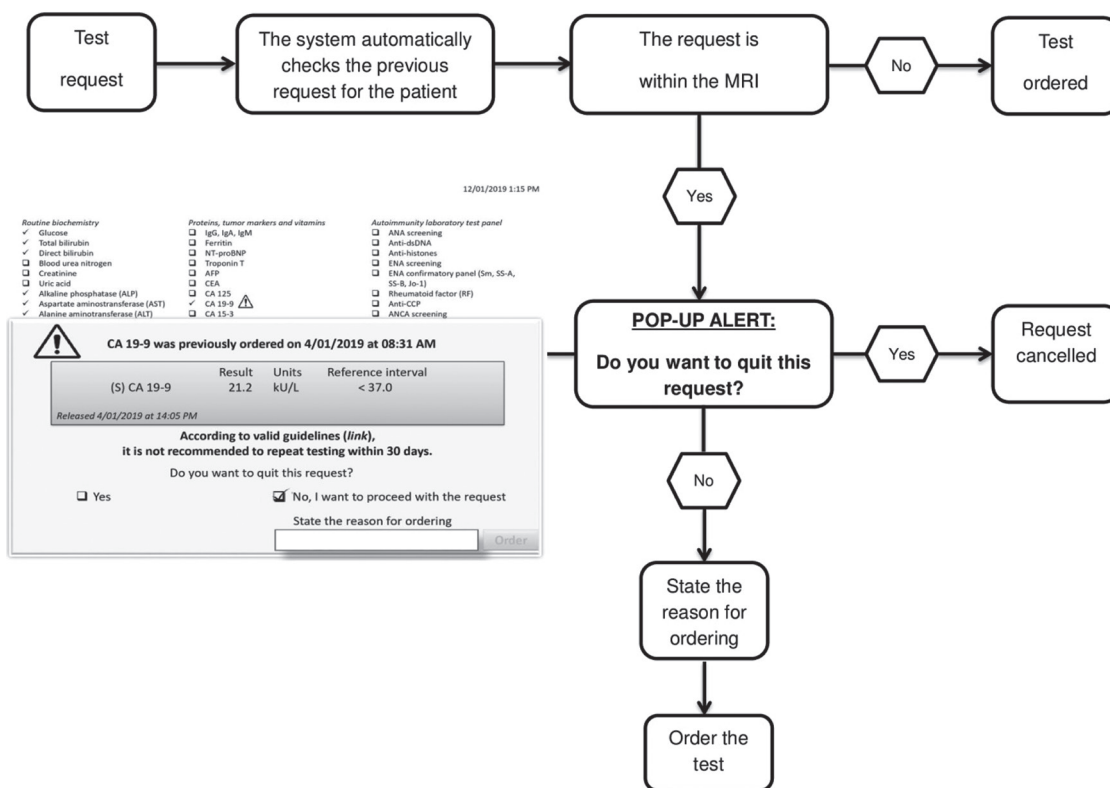 Test
request
The system automatically
checks the previous
request for the patient
The request is
within the MRI
No
Test
ordered
Yes
12/01/2019 1:15 PM
Routine biochemistry
✓ Glucose
✓ Total bilirubin
✓ Direct bilirubin
❑ Blood urea nitrogen
❑ Creatinine
❑ Uric acid
✓ Alkaline phosphatase (ALP)
✓ Aspartate aminostransferase (AST)
✓ Alanine aminotransferase (ALT)
Proteins, tumor markers and vitamins
❑ IgG, IgA, IgM
❑ Ferritin
❑ NT-proBNP
❑ Troponin T
❑ AFP
❑ CEA
❑ CA 125
✓ CA 19-9
❑ CA 15-3
Autoimmunity laboratory test panel
❑ ANA screening
❑ Anti-dsDNA
❑ Anti-histones
❑ ENA screening
❑ ENA confirmatory panel (Sm, SS-A,
SS-B, Jo-1)
❑ Rheumatoid factor (RF)
❑ Anti-CCP
❑ ANCA screening
CA 19-9 was previously ordered on 4/01/2019 at 08:31 AM
Result Units Reference interval
(S) CA 19-9 21.2 kU/L < 37.0
Released 4/01/2019 at 14:05 PM
According to valid guidelines (link),
it is not recommended to repeat testing within 30 days.
Do you want to quit this request?
❑ Yes
☑ No, I want to proceed with the request
State the reason for ordering
Order
POP-UP ALERT:
Do you want to quit this
request?
Yes
Request
cancelled
No
State the
reason for
ordering
Order the
test